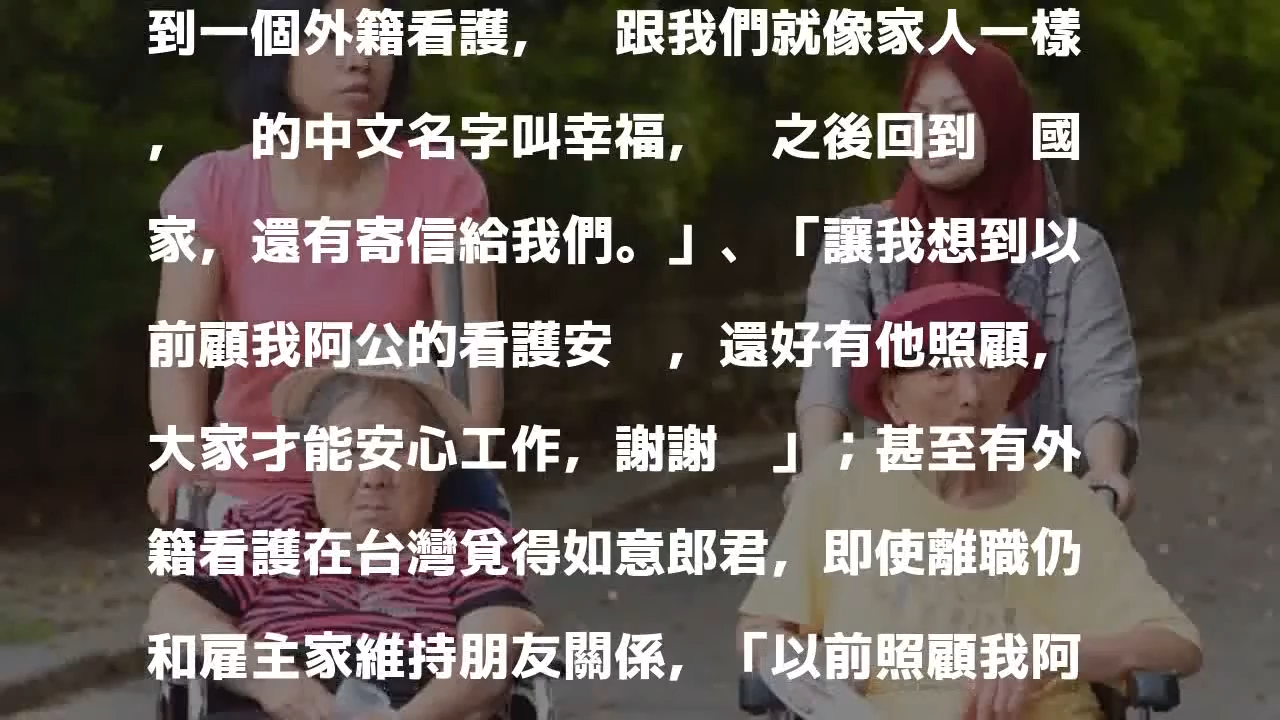 到一個外籍看護，　跟我們就像家人一樣
，　的中文名字叫幸福，　之後回到　國
家，還有寄信給我們。」、「讓我想到以
前顧我阿公的看護安　，還好有他照顧，
大家才能安心工作，謝謝　」；甚至有外
籍看護在台灣覓得如意郎君，即使離職仍
和雇主家維持朋友關係，「以前照顧我阿